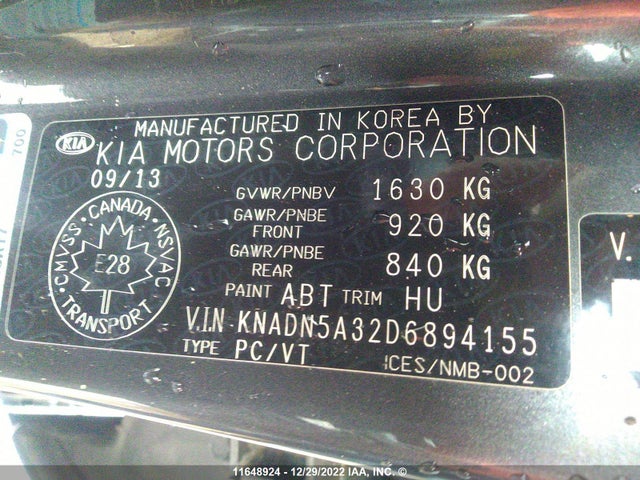 MANUFACTURED IN KOREA BY
KIA KIA MOTORS CORPORATION
09/13
GVWR/PNBV 1630 KG
GAWR/PNBE FRONT 920 KG
GAWR/PNBE REAR 840 KG
PAINT ABT TRIM HU
V.I.N KNADN5A32D6894155
TYPE PC/VT
ICES/NMB-002
CANADA
CMVSS NSVAC
E28
TRANSPORT
700
V.
11648924 - 12/29/2022 IAA, INC. ©